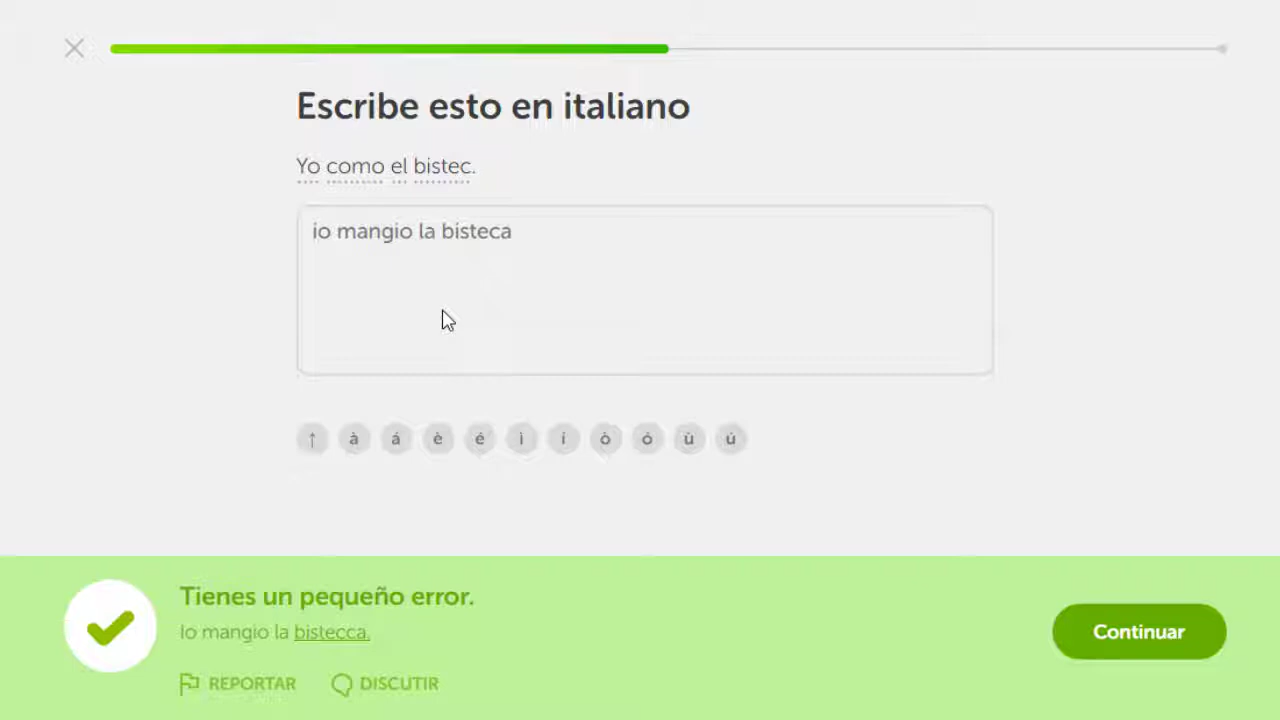 Escribe esto en italiano
Yo como el bistec.
io mangio la bisteca
↑ à á è é ì í ò ó ù ú
Tienes un pequeño error.
Io mangio la bistecca.
Continuar
REPORTAR DISCUTIR